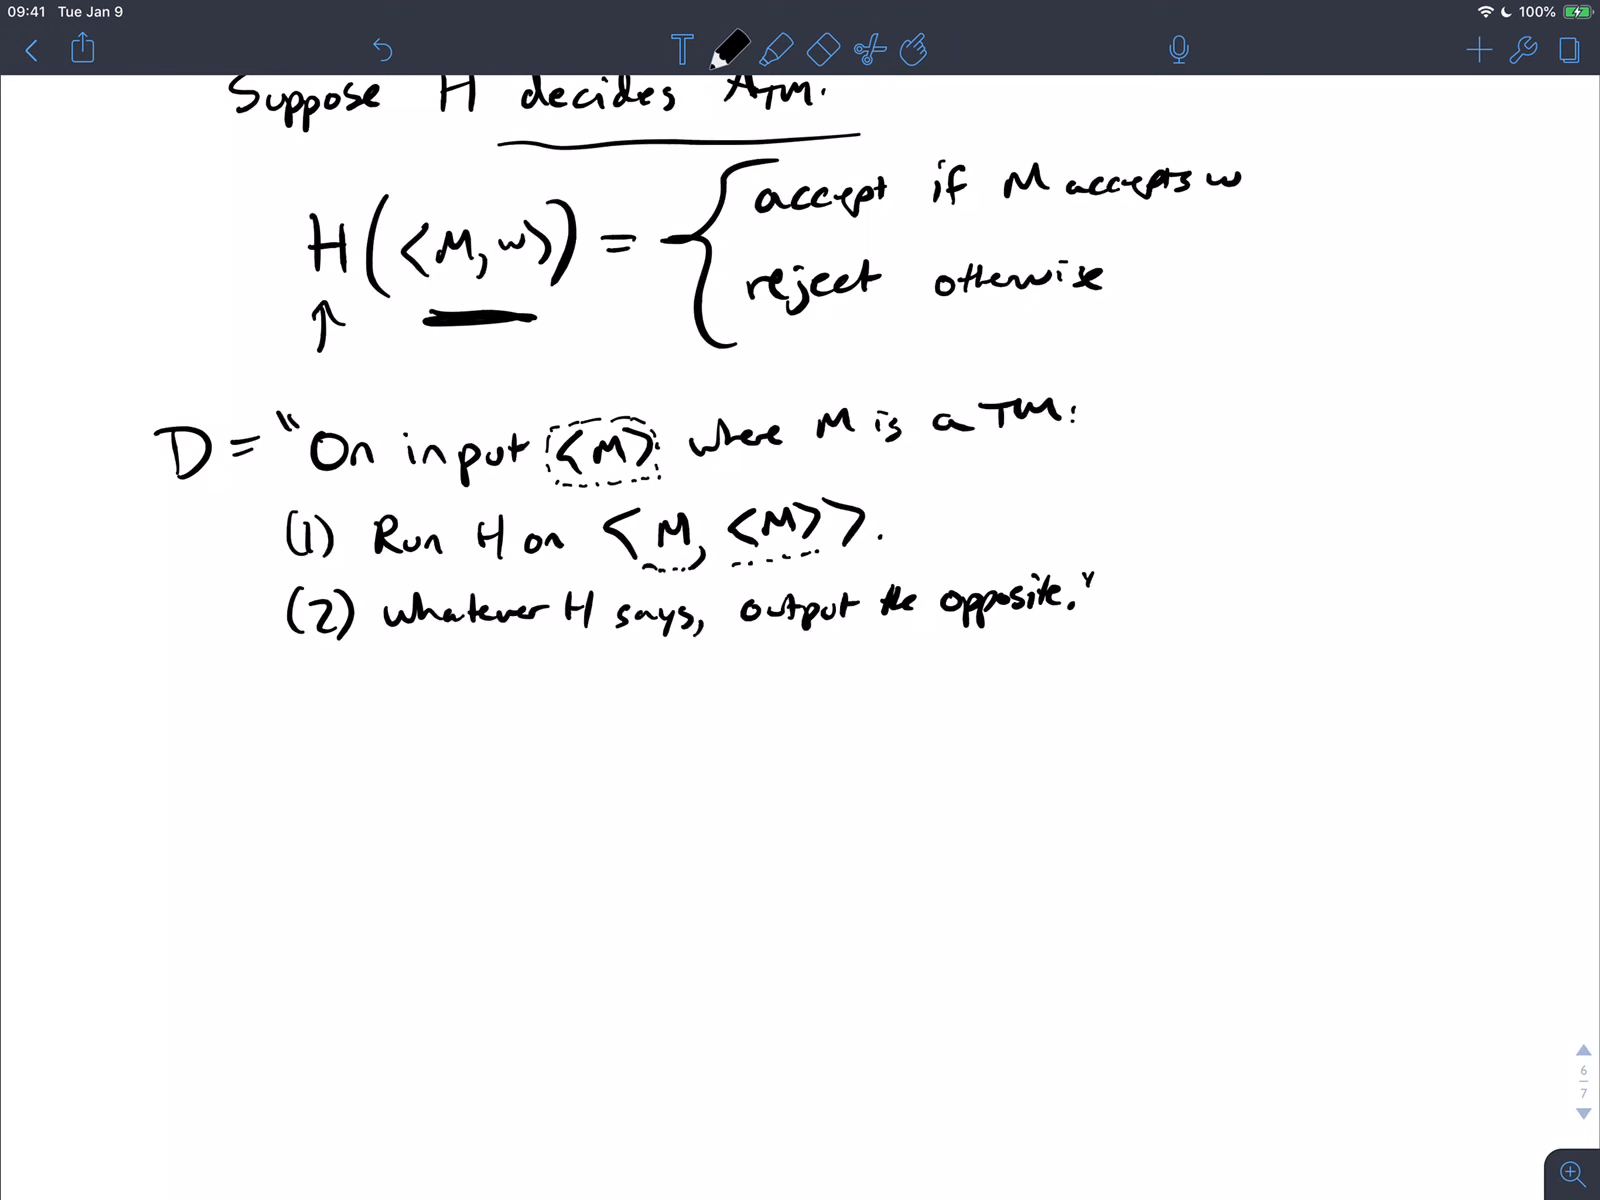 09:41 Tue Jan 9 100%
T
Suppose H decides A_TM.
H(<M,w>) = { accept if M accepts w
reject otherwise
D = "On input <M> where M is a TM:
(1) Run H on <M, <M>>.
(2) Whatever H says, output the opposite."
6
7